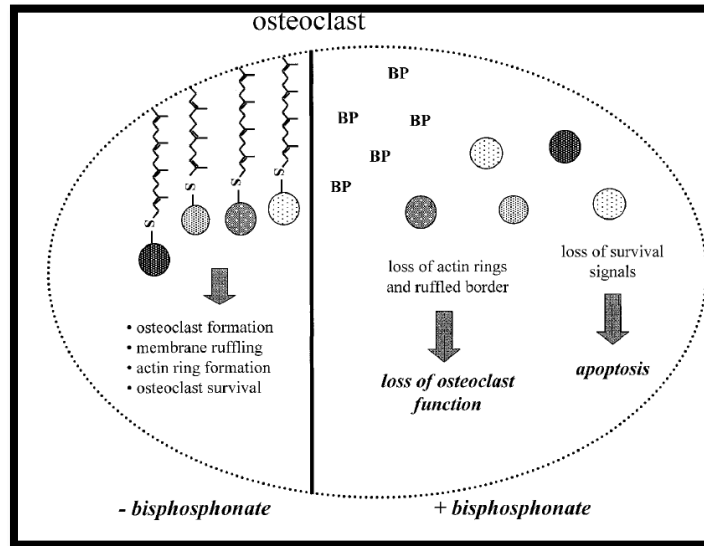 osteoclast
S
S
S
S
• osteoclast formation
• membrane ruffling
• actin ring formation
• osteoclast survival
- bisphosphonate
BP
BP
BP
BP
BP
loss of actin rings
and ruffled border
loss of osteoclast
function
loss of survival
signals
apoptosis
+ bisphosphonate